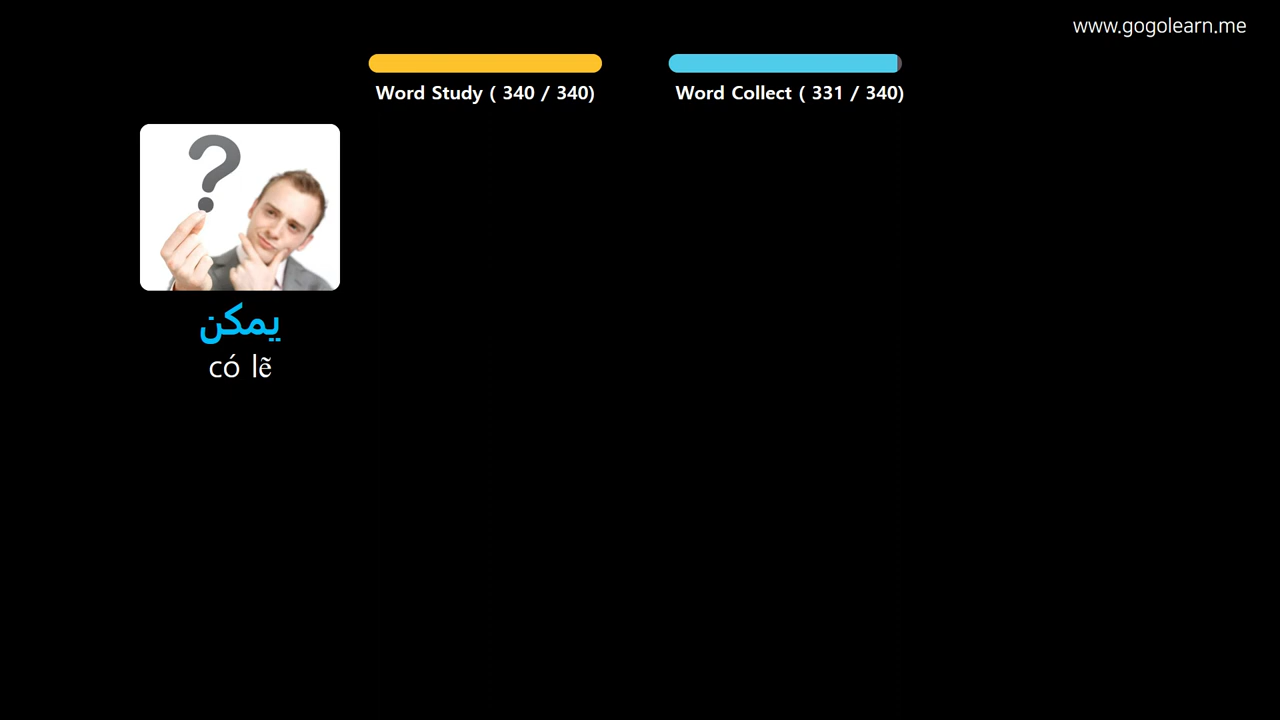 www.gogolearn.me
Word Study ( 340 / 340)
Word Collect ( 331 / 340)
?
يمكن
có lẽ